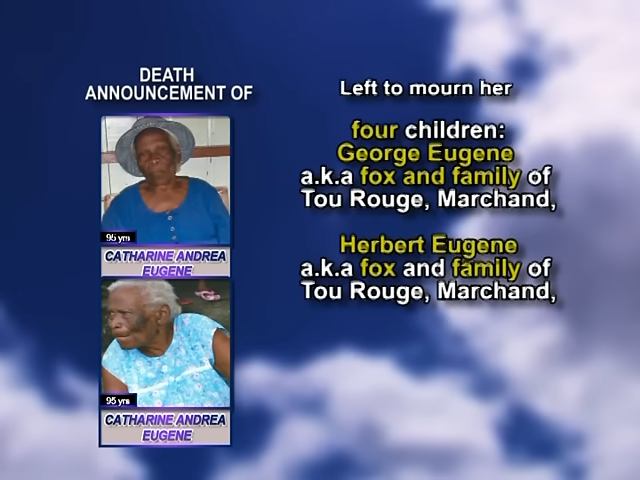 DEATH
ANNOUNCEMENT OF
95 yrs
CATHARINE ANDREA
EUGENE
95 yrs
CATHARINE ANDREA
EUGENE
Left to mourn her
four children:
George Eugene
a.k.a fox and family of
Tou Rouge, Marchand,
Herbert Eugene
a.k.a fox and family of
Tou Rouge, Marchand,